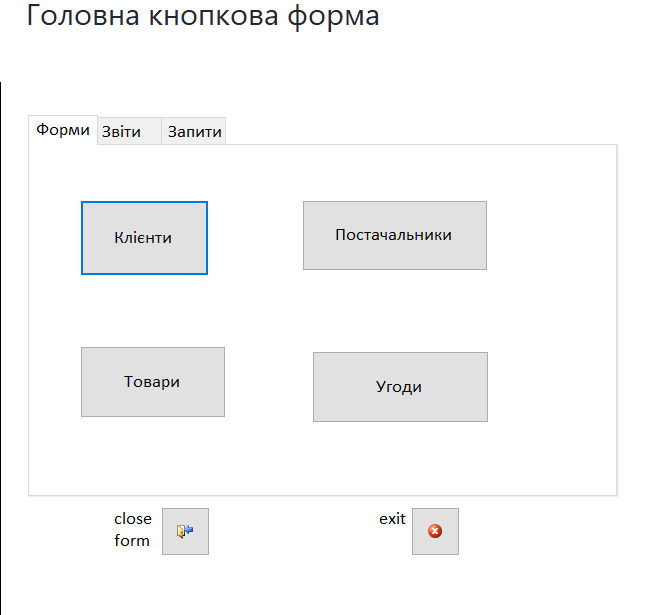 Головна кнопкова форма
Форми Звіти Запити
Клієнти Постачальники
Товари Угоди
close form exit